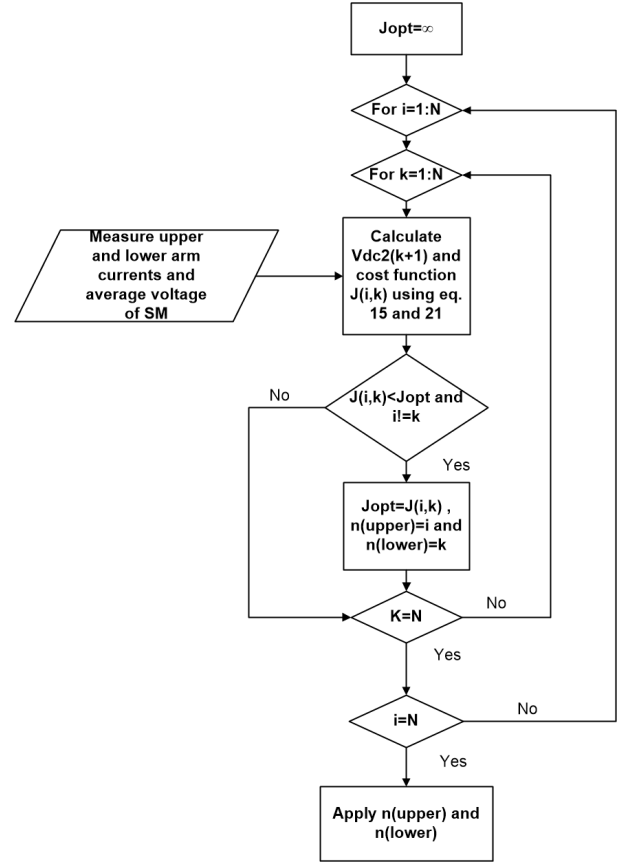 Jopt=∞
For i=1:N
For k=1:N
Measure upper
and lower arm
currents and
average voltage
of SM
Calculate
Vdc2(k+1) and
cost function
J(i,k) using eq.
15 and 21
No
J(i,k)<Jopt and
i!=k
Yes
Jopt=J(i,k) ,
n(upper)=i and
n(lower)=k
K=N
No
Yes
i=N
No
Yes
Apply n(upper) and
n(lower)